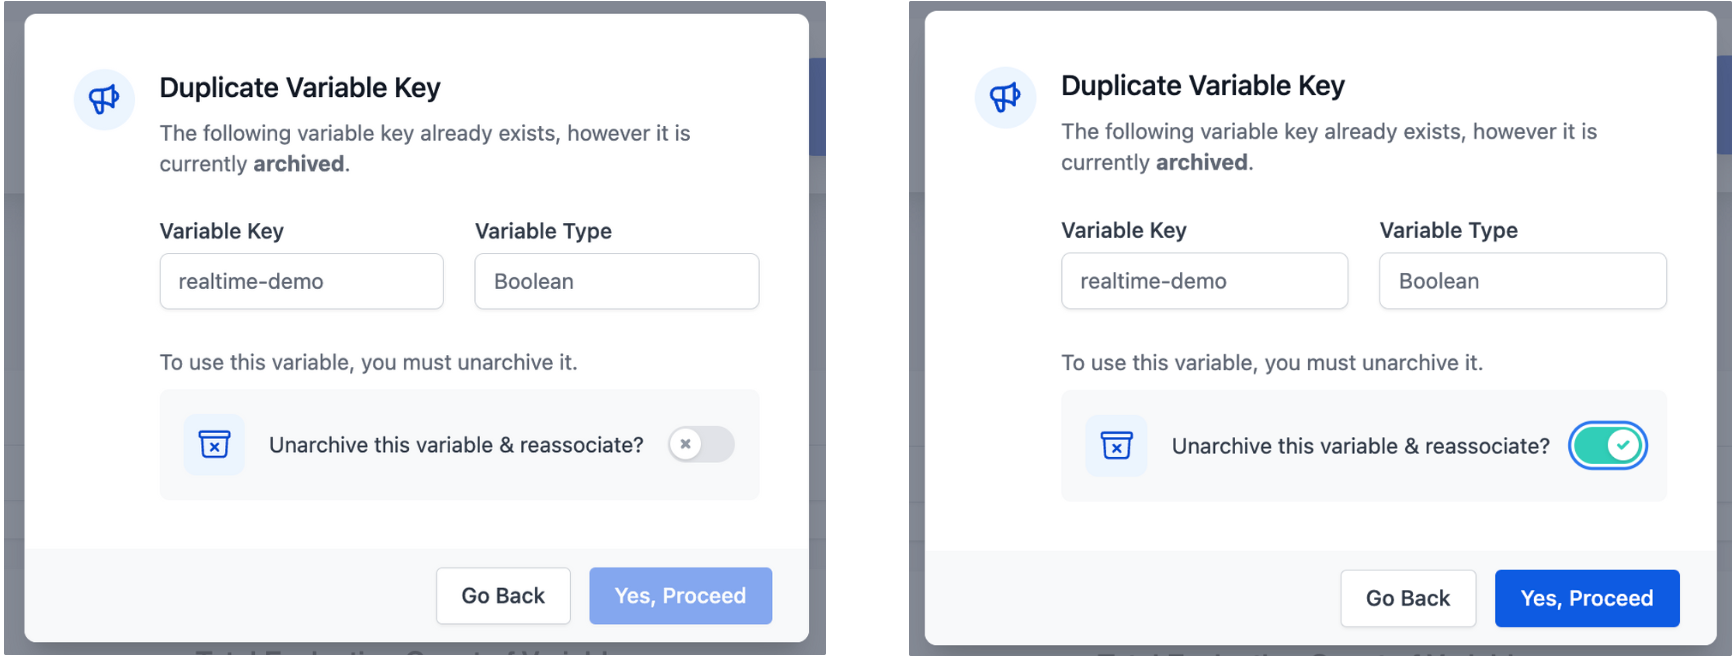 Duplicate Variable Key
The following variable key already exists, however it is
currently archived.
Variable Key
Variable Type
realtime-demo
Boolean
To use this variable, you must unarchive it.
Unarchive this variable & reassociate?
Go Back
Yes, Proceed
Duplicate Variable Key
The following variable key already exists, however it is
currently archived.
Variable Key
Variable Type
realtime-demo
Boolean
To use this variable, you must unarchive it.
Unarchive this variable & reassociate?
Go Back
Yes, Proceed